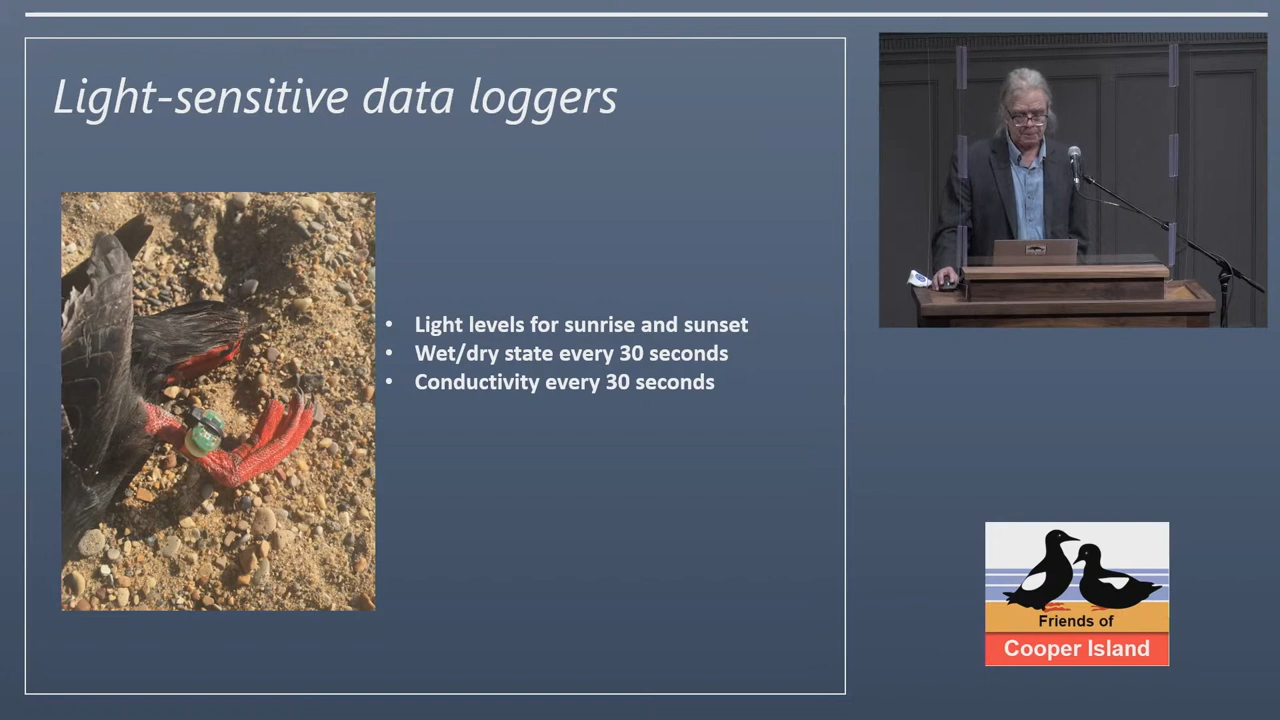 Light-sensitive data loggers
• Light levels for sunrise and sunset
• Wet/dry state every 30 seconds
• Conductivity every 30 seconds
Friends of
Cooper Island